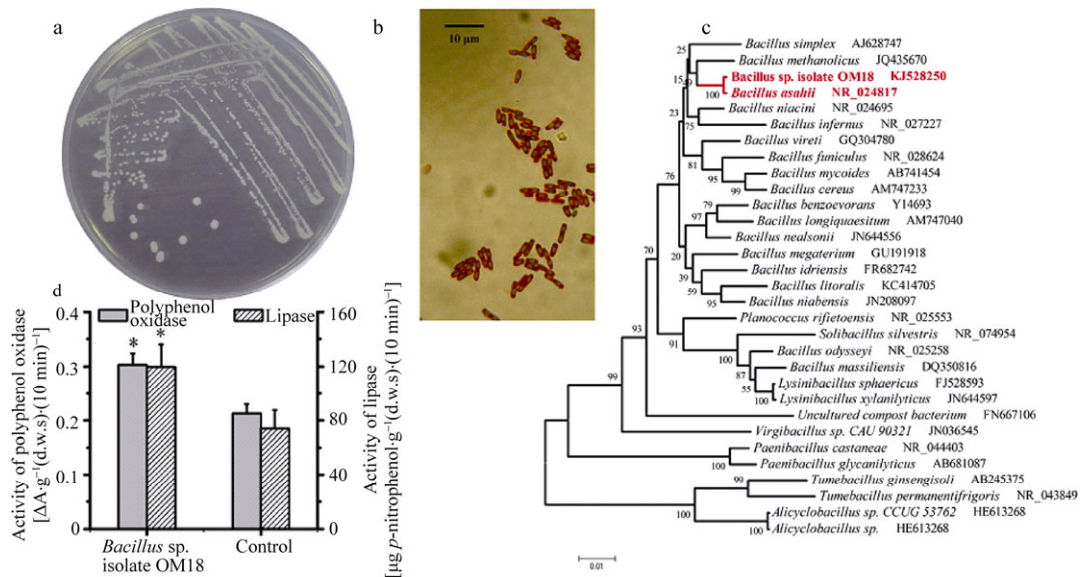 a
b
10 μm
c
Bacillus simplex AJ628747
Bacillus methanolicus JQ435670
Bacillus sp. isolate OM18 KJ528250
Bacillus asahii NR_024817
Bacillus niacini NR_024695
Bacillus infernus NR_027227
Bacillus vireti GQ304780
Bacillus funiculus NR_028624
Bacillus mycoides AB741454
Bacillus cereus AM747233
Bacillus benzoevorans Y14693
Bacillus longiquaesitum AM747040
Bacillus nealsonii JN644556
Bacillus megaterium GU191918
Bacillus idriensis FR682742
Bacillus litoralis KC414705
Bacillus niabensis JN208097
Planococcus rifietoensis NR_025553
Solibacillus silvestris NR_074954
Bacillus odysseyi NR_025258
Bacillus massiliensis DQ350816
Lysinibacillus sphaericus FJ528593
Lysinibacillus xylanilyticus JN644597
Uncultured compost bacterium FN667106
Virgibacillus sp. CAU 90321 JN036545
Paenibacillus castaneae NR_044403
Paenibacillus glycanilyticus AB681087
Tumebacillus ginsengisoli AB245375
Tumebacillus permanentifrigoris NR_043849
Alicyclobacillus sp. CCUG 53762 HE613268
Alicyclobacillus sp. HE613268
25
15
100
23
75
81
95
99
76
79
97
20
39
59
95
70
93
91
100
87
55
100
99
100
99
100
100
0.01
d
Polyphenol oxidase
Lipase
Activity of polyphenol oxidase
[ΔA·g⁻¹(d.w.s)·(10 min)⁻¹]
0.4
0.3
0.2
0.1
0
* *
160
120
80
40
0
Activity of lipase
[μg p-nitrophenol·g⁻¹(d.w.s)·(10 min)⁻¹]
Bacillus sp.
isolate OM18
Control